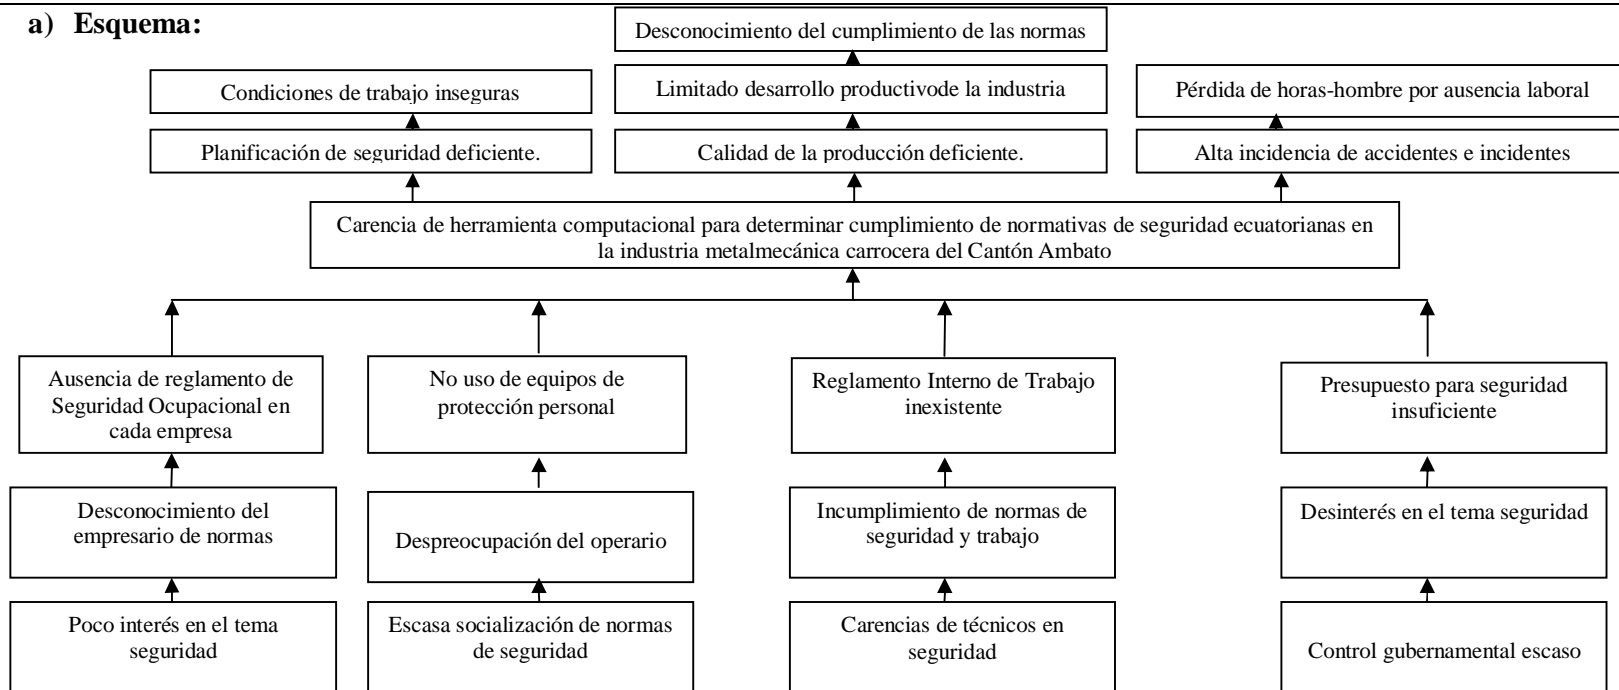 a) Esquema:
Desconocimiento del cumplimiento de las normas
Condiciones de trabajo inseguras
Limitado desarrollo productivode la industria
Pérdida de horas-hombre por ausencia laboral
Planificación de seguridad deficiente.
Calidad de la producción deficiente.
Alta incidencia de accidentes e incidentes
Carencia de herramienta computacional para determinar cumplimiento de normativas de seguridad ecuatorianas en
la industria metalmecánica carrocera del Cantón Ambato
Ausencia de reglamento de
Seguridad Ocupacional en
cada empresa
No uso de equipos de
protección personal
Reglamento Interno de Trabajo
inexistente
Presupuesto para seguridad
insuficiente
Desconocimiento del
empresario de normas
Despreocupación del operario
Incumplimiento de normas de
seguridad y trabajo
Desinterés en el tema seguridad
Poco interés en el tema
seguridad
Escasa socialización de normas
de seguridad
Carencias de técnicos en
seguridad
Control gubernamental escaso